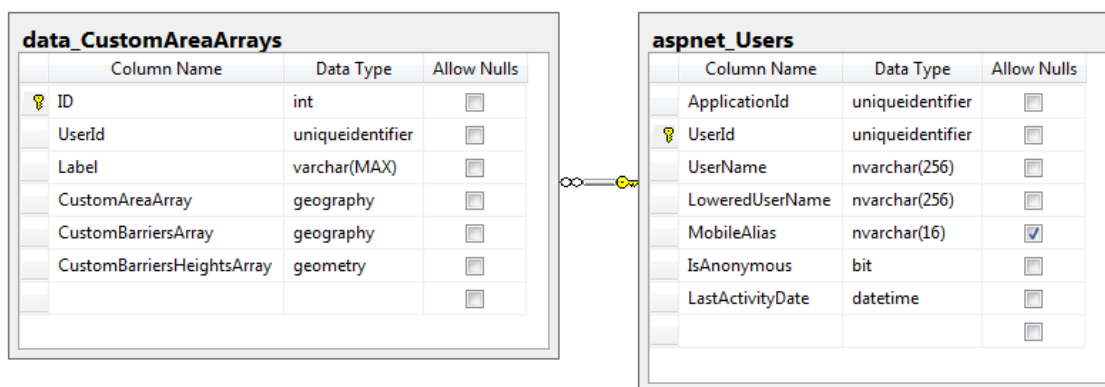 data_CustomAreaArrays
Column Name Data Type Allow Nulls
ID int
UserId uniqueidentifier
Label varchar(MAX)
CustomAreaArray geography
CustomBarriersArray geography
CustomBarriersHeightsArray geometry
aspnet_Users
Column Name Data Type Allow Nulls
ApplicationId uniqueidentifier
UserId uniqueidentifier
UserName nvarchar(256)
LoweredUserName nvarchar(256)
MobileAlias nvarchar(16)
IsAnonymous bit
LastActivityDate datetime